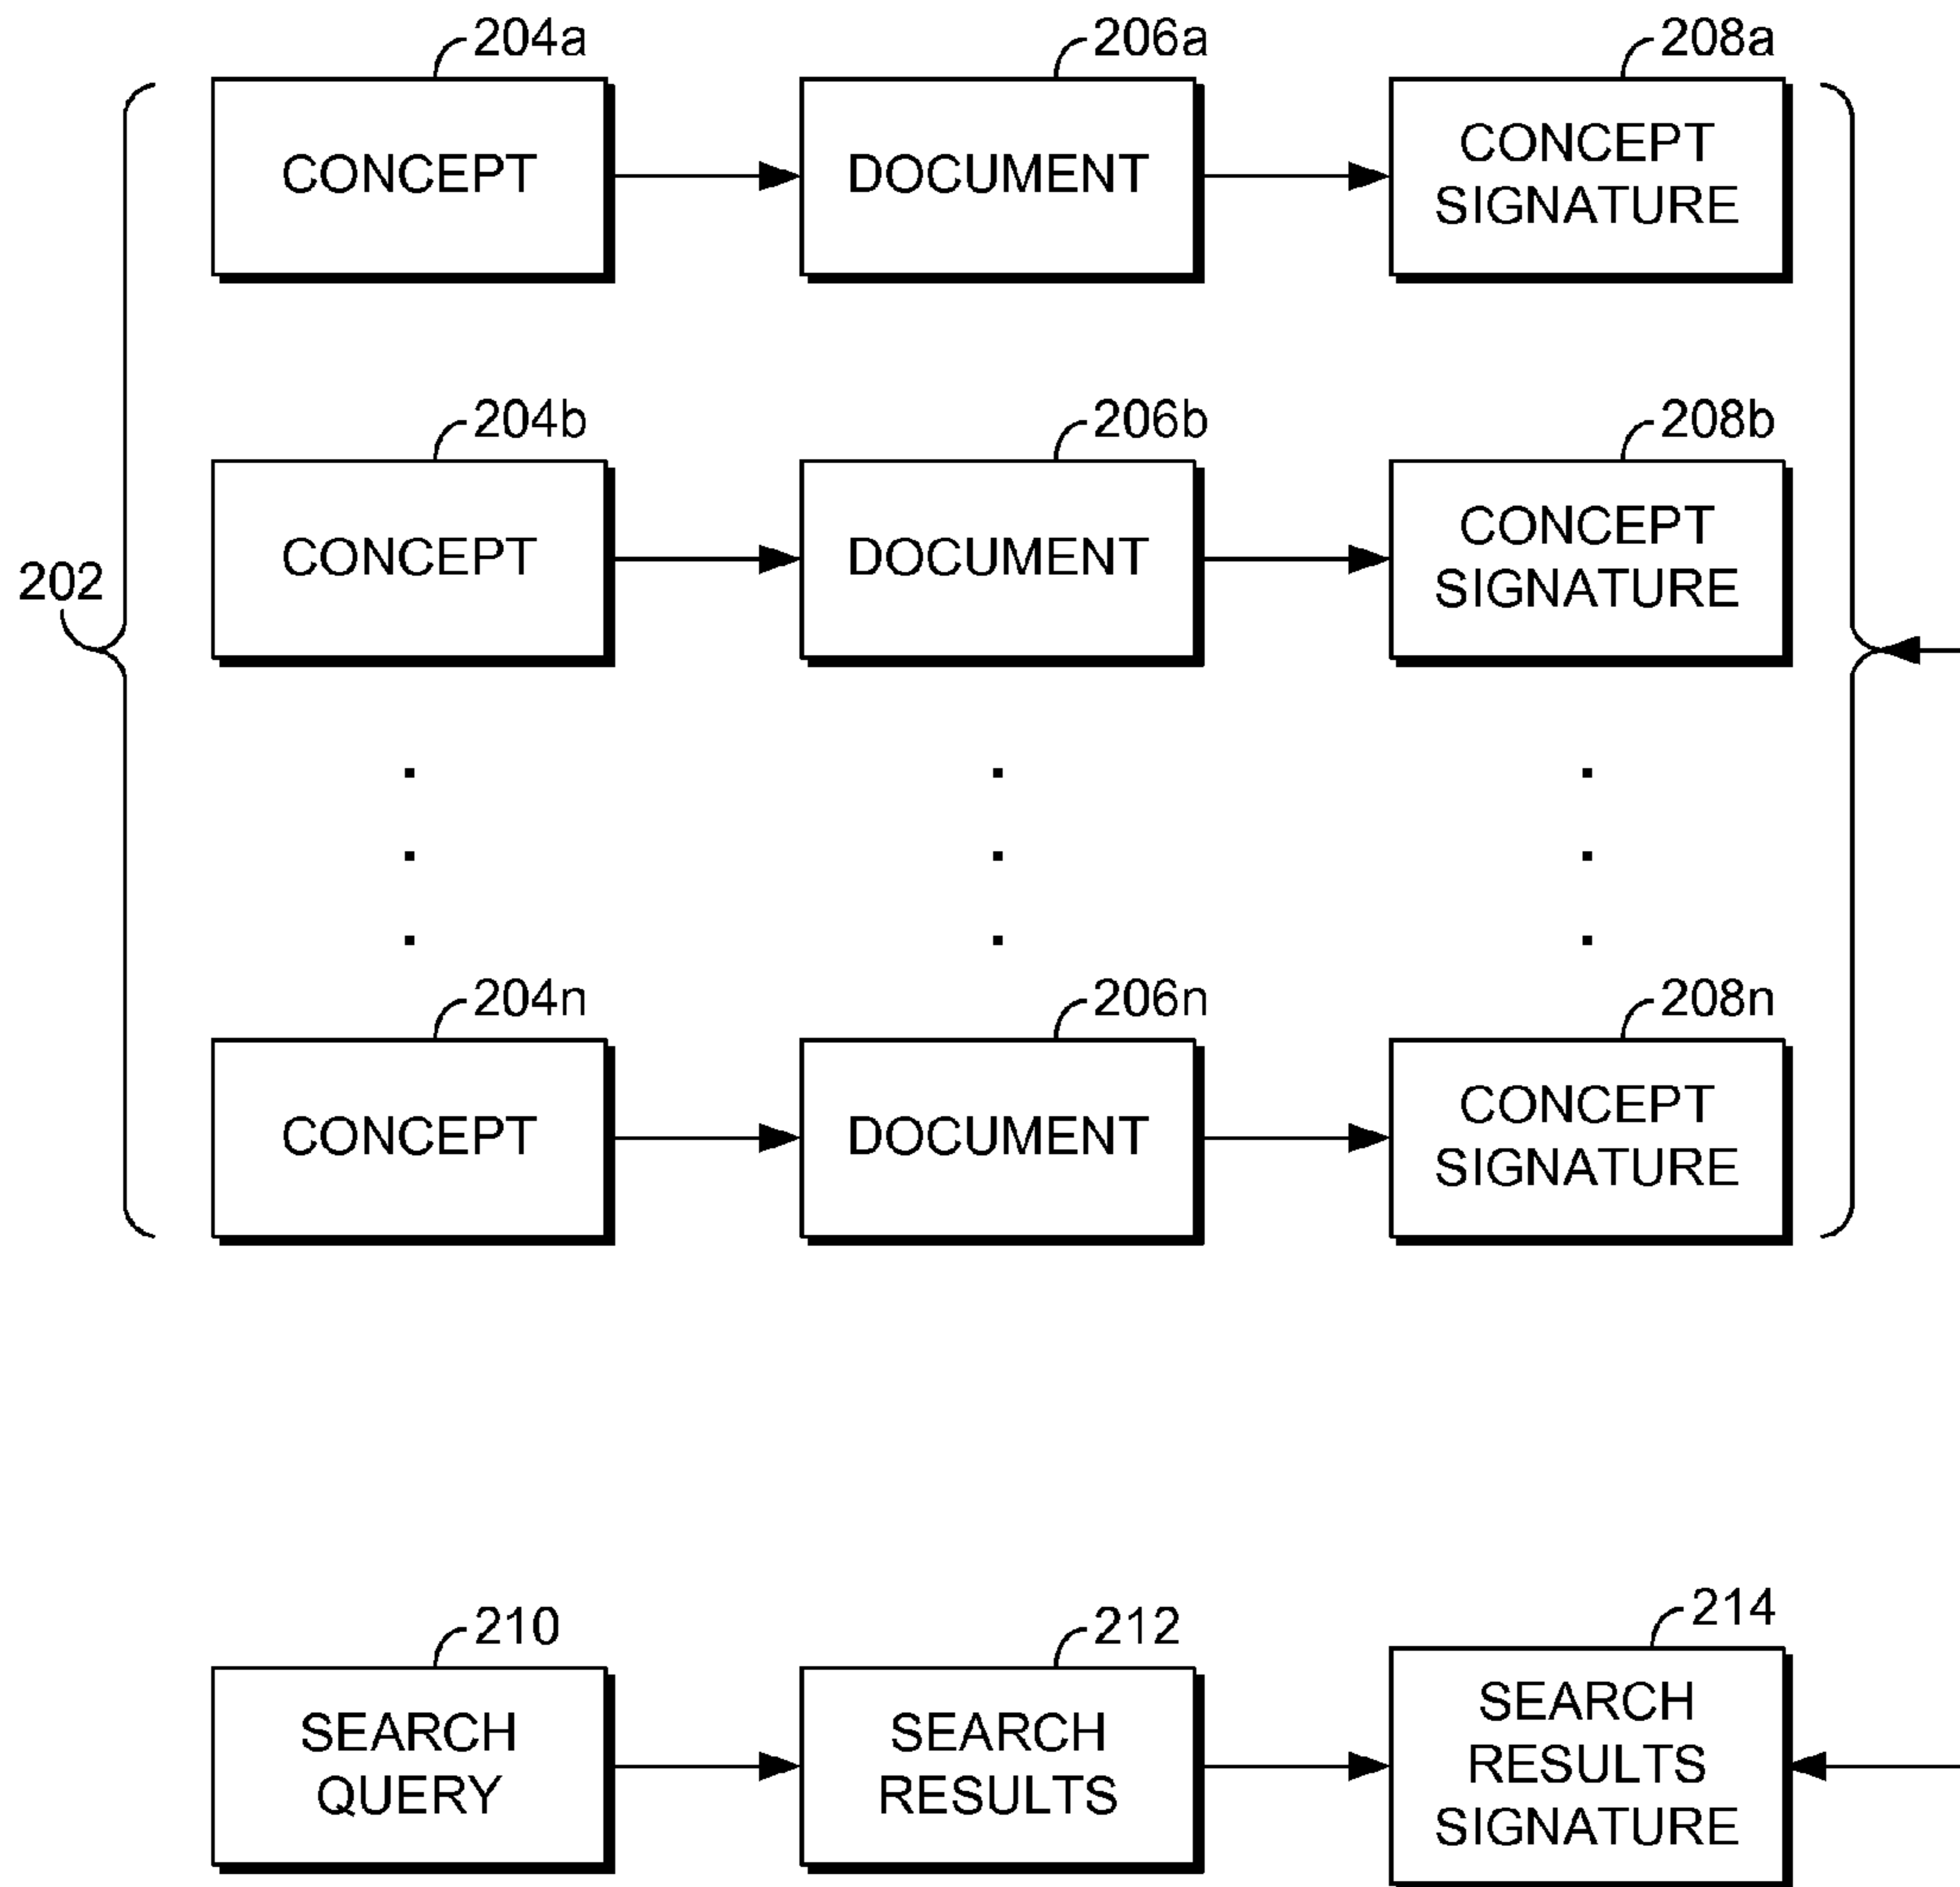 204a 206a 208a
CONCEPT DOCUMENT CONCEPT
SIGNATURE
204b 206b 208b
202
CONCEPT DOCUMENT CONCEPT
SIGNATURE
204n 206n 208n
CONCEPT DOCUMENT CONCEPT
SIGNATURE
210 212 214
SEARCH
QUERY
SEARCH
RESULTS
SEARCH
RESULTS
SIGNATURE